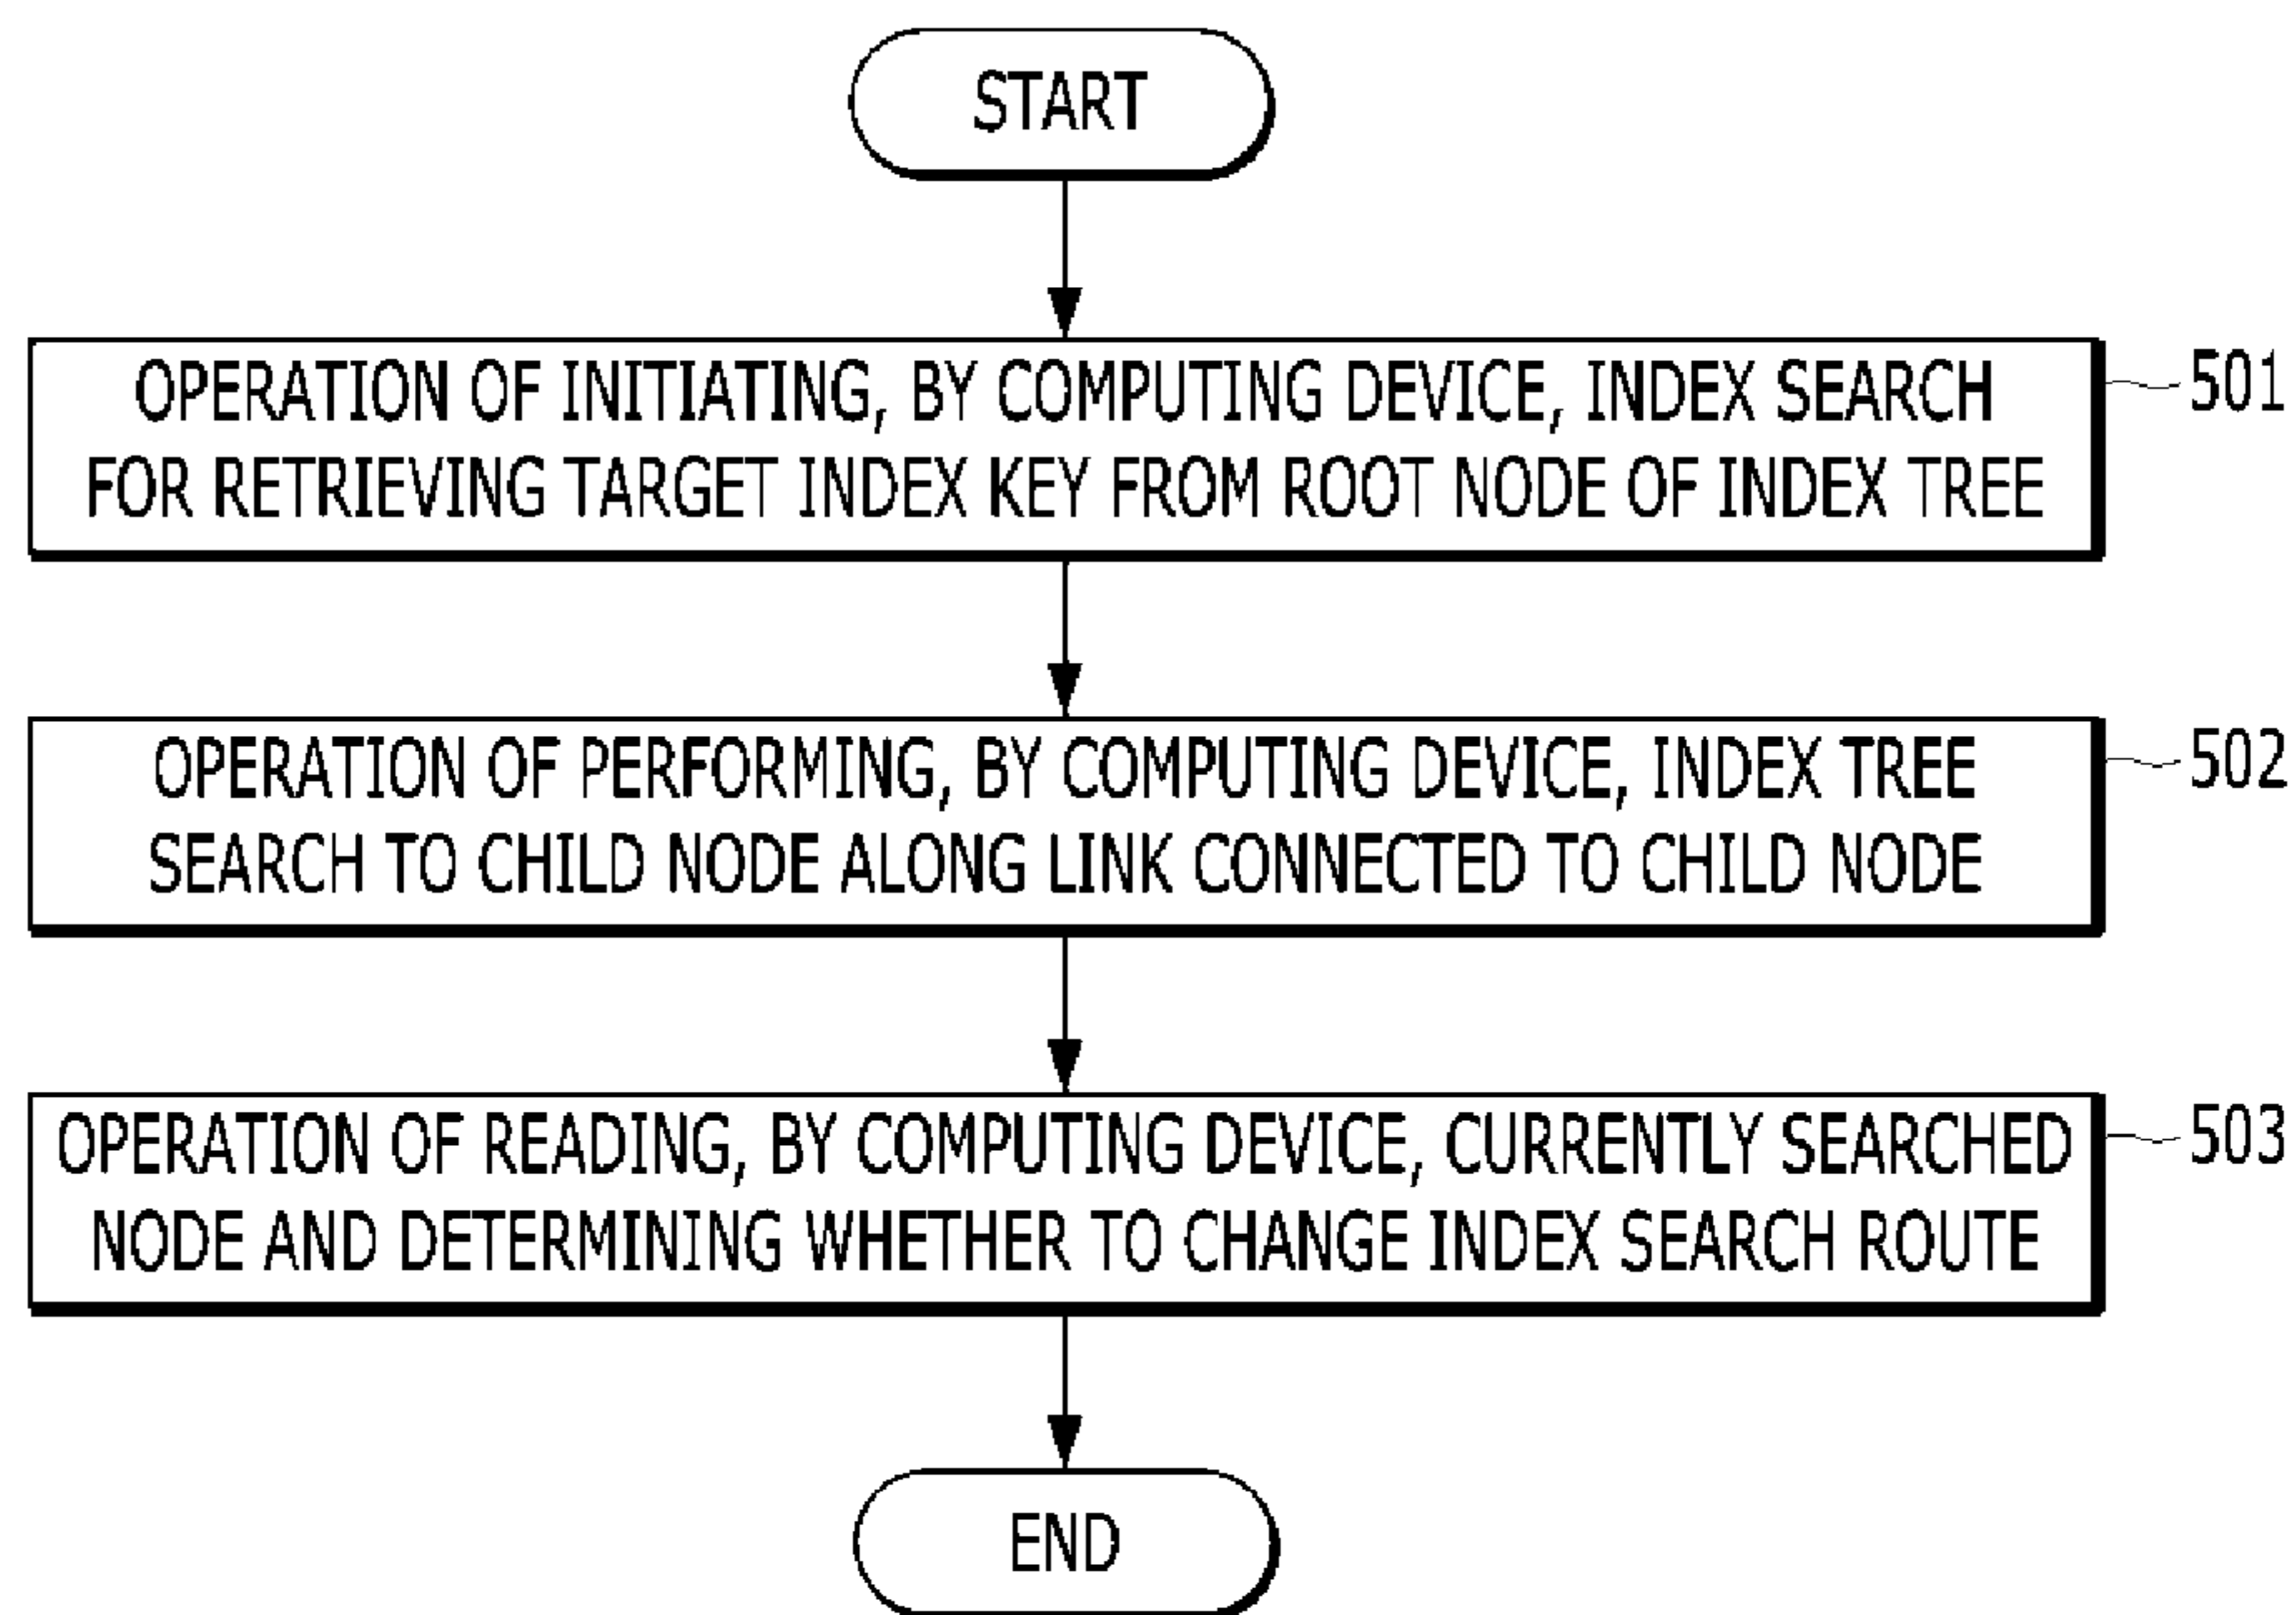 START
OPERATION OF INITIATING, BY COMPUTING DEVICE, INDEX SEARCH
FOR RETRIEVING TARGET INDEX KEY FROM ROOT NODE OF INDEX TREE
501
OPERATION OF PERFORMING, BY COMPUTING DEVICE, INDEX TREE
SEARCH TO CHILD NODE ALONG LINK CONNECTED TO CHILD NODE
502
OPERATION OF READING, BY COMPUTING DEVICE, CURRENTLY SEARCHED
NODE AND DETERMINING WHETHER TO CHANGE INDEX SEARCH ROUTE
503
END